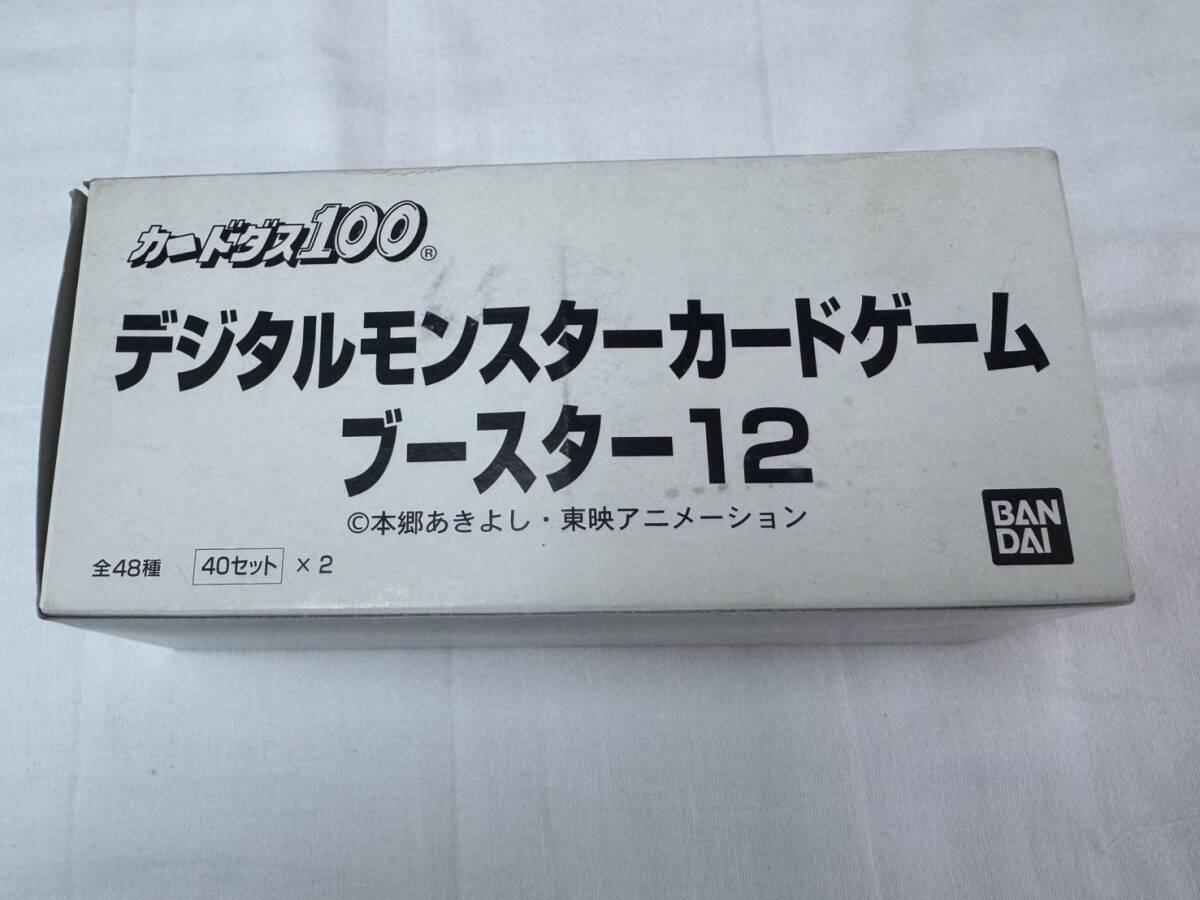 カードダス100®
デジタルモンスターカードゲーム
ブースター12
©本郷あきよし・東映アニメーション
BAN
DAI
全48種 40セット × 2